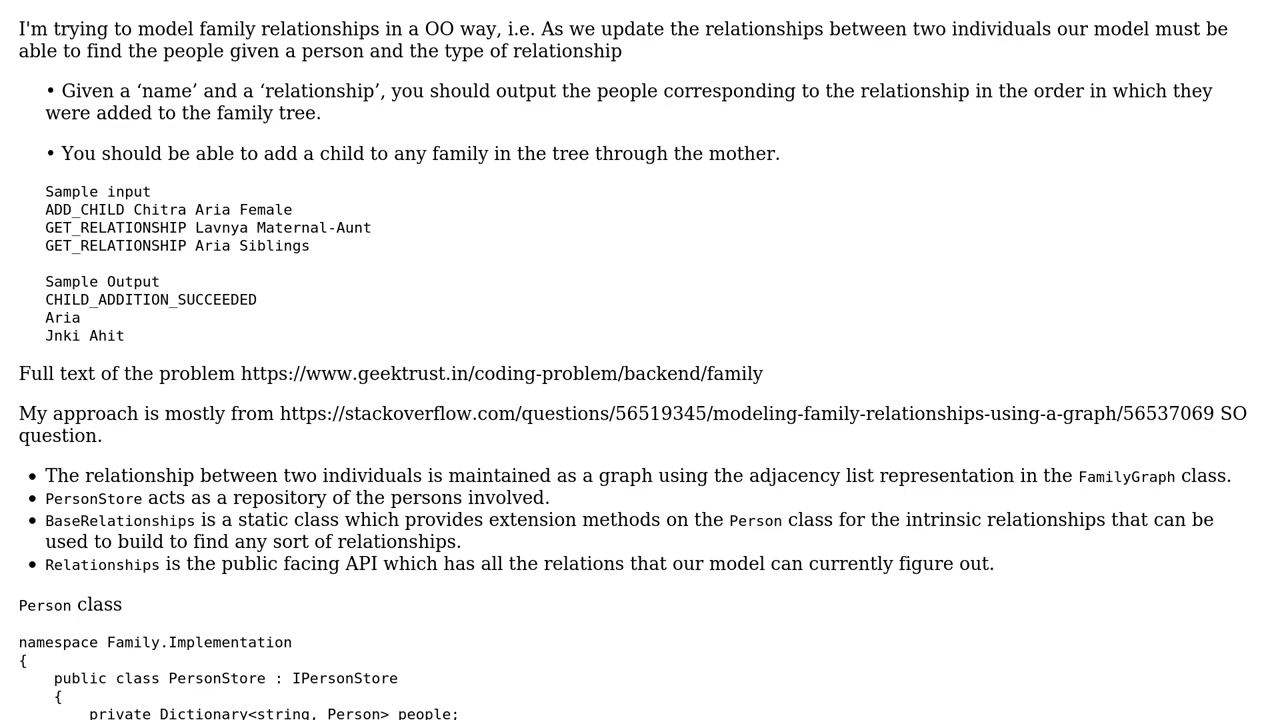 I'm trying to model family relationships in a OO way, i.e. As we update the relationships between two individuals our model must be
able to find the people given a person and the type of relationship
• Given a ‘name’ and a ‘relationship’, you should output the people corresponding to the relationship in the order in which they
were added to the family tree.
• You should be able to add a child to any family in the tree through the mother.
Sample input
ADD_CHILD Chitra Aria Female
GET_RELATIONSHIP Lavnya Maternal-Aunt
GET_RELATIONSHIP Aria Siblings
Sample Output
CHILD_ADDITION_SUCCEEDED
Aria
Jnki Ahit
Full text of the problem https://www.geektrust.in/coding-problem/backend/family
My approach is mostly from https://stackoverflow.com/questions/56519345/modeling-family-relationships-using-a-graph/56537069 SO
question.
• The relationship between two individuals is maintained as a graph using the adjacency list representation in the FamilyGraph class.
• PersonStore acts as a repository of the persons involved.
• BaseRelationships is a static class which provides extension methods on the Person class for the intrinsic relationships that can be
used to build to find any sort of relationships.
• Relationships is the public facing API which has all the relations that our model can currently figure out.
Person class
namespace Family.Implementation
{
    public class PersonStore : IPersonStore
    {
        private Dictionary<string, Person> people;